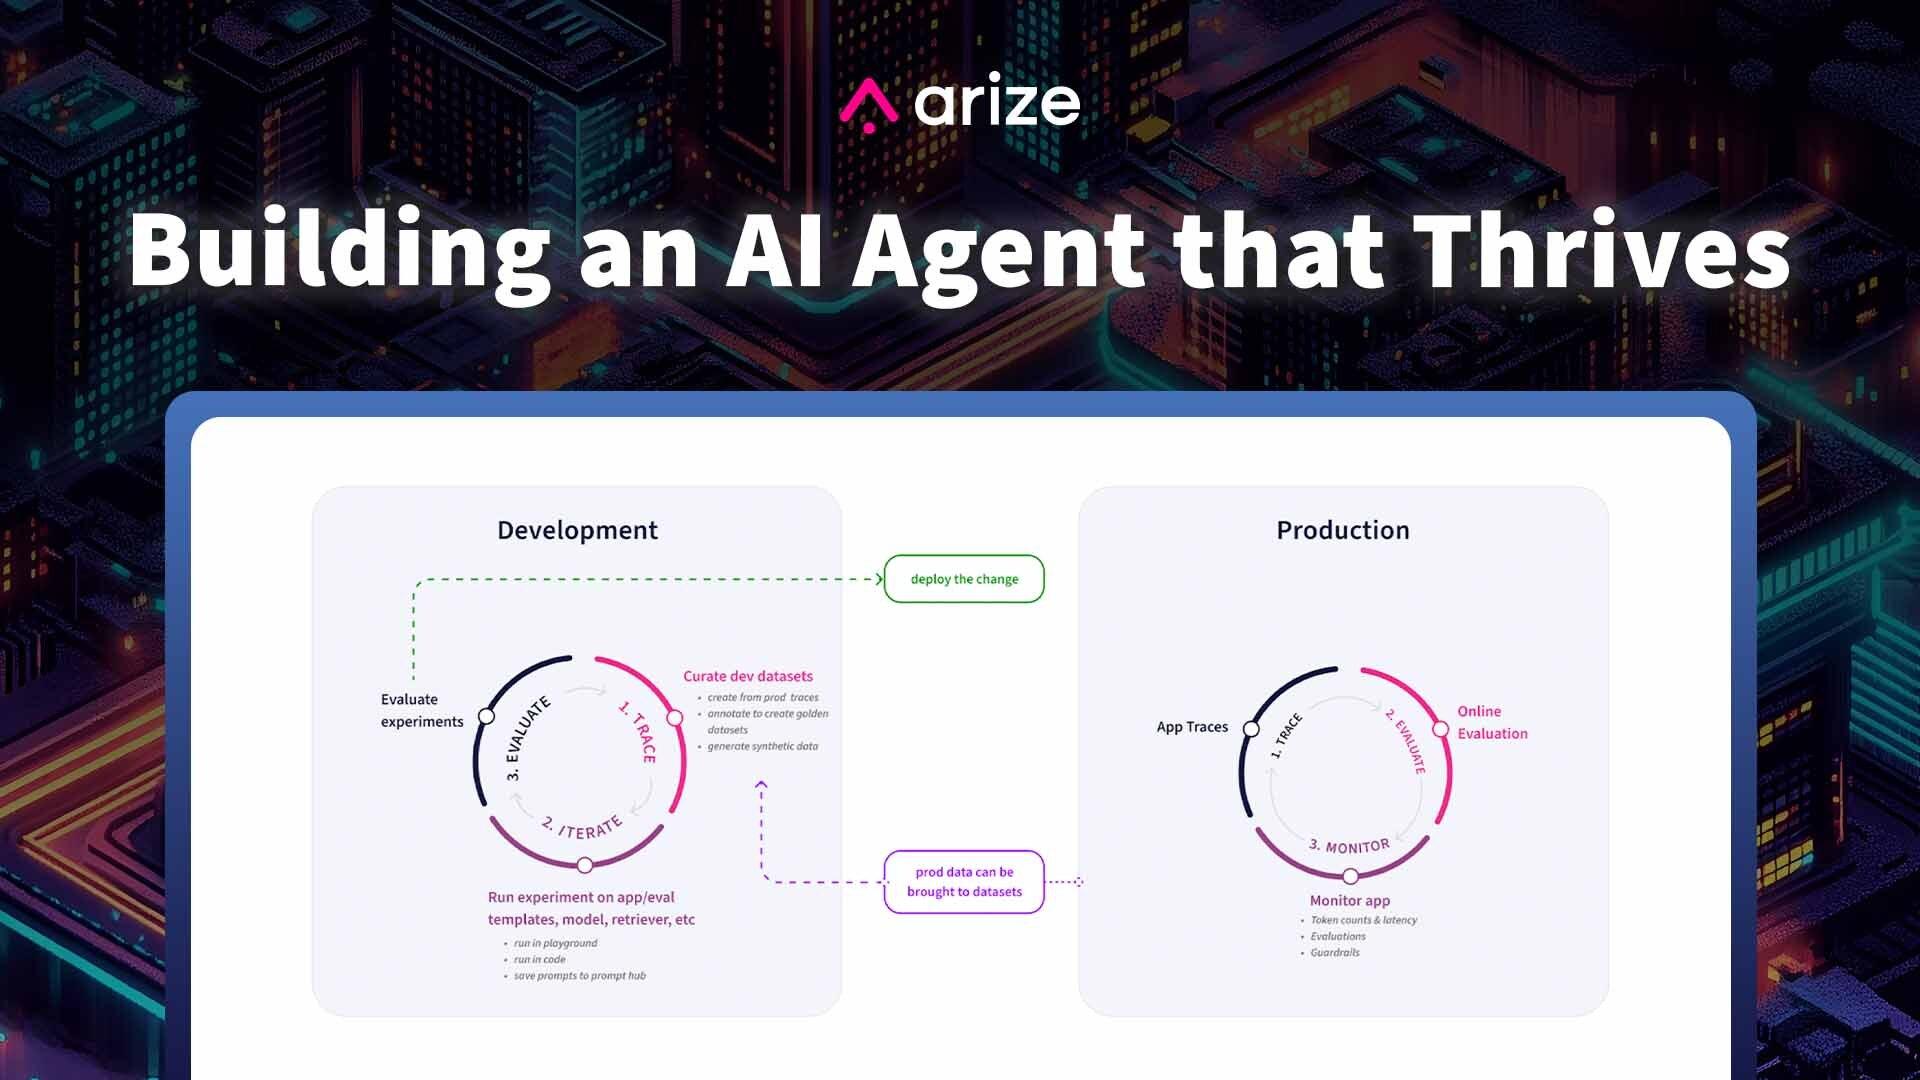 arize
Building an AI Agent that Thrives
Development
deploy the change
Evaluate
experiments
3. EVALUATE
1. TRACE
2. ITERATE
Curate dev datasets
• create from prod traces
• annotate to create golden
datasets
• generate synthetic data
Run experiment on app/eval
templates, model, retriever, etc
• run in playground
• run in code
• save prompts to prompt hub
prod data can be
brought to datasets
Production
App Traces
1. TRACE
2. EVALUATE
3. MONITOR
Online
Evaluation
Monitor app
• Token counts & latency
• Evaluations
• Guardrails